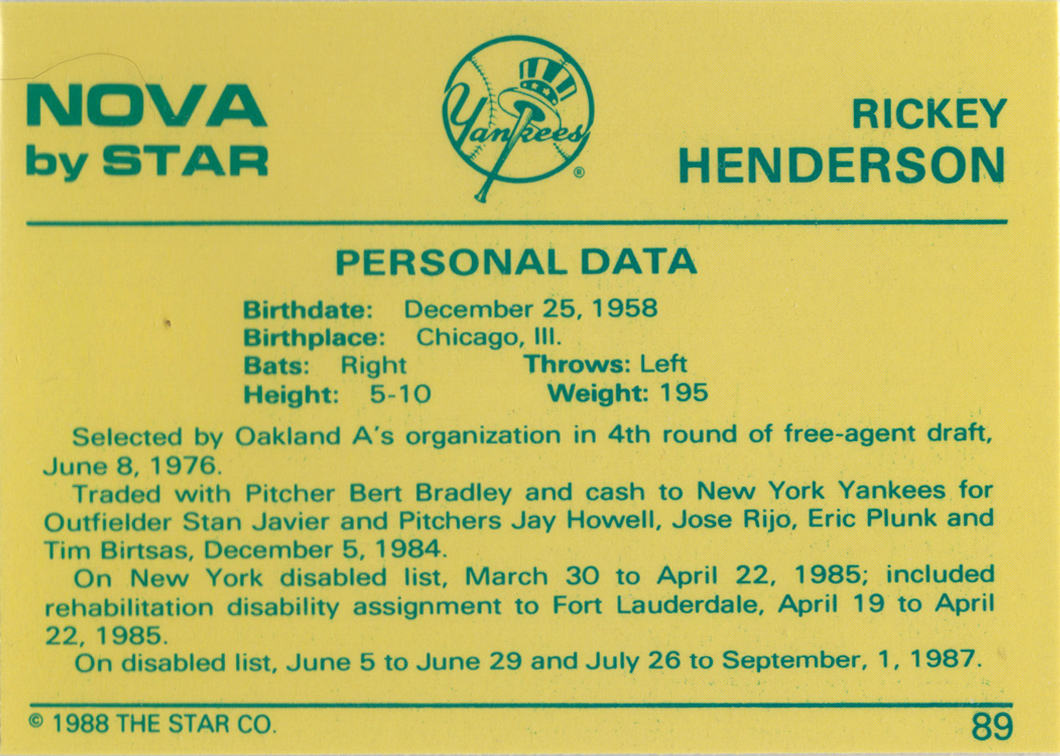 NOVA
by STAR
Yankees
®
RICKEY
HENDERSON
PERSONAL DATA
Birthdate: December 25, 1958
Birthplace: Chicago, Ill.
Bats: Right Throws: Left
Height: 5-10 Weight: 195
Selected by Oakland A's organization in 4th round of free-agent draft,
June 8, 1976.
Traded with Pitcher Bert Bradley and cash to New York Yankees for
Outfielder Stan Javier and Pitchers Jay Howell, Jose Rijo, Eric Plunk and
Tim Birtsas, December 5, 1984.
On New York disabled list, March 30 to April 22, 1985; included
rehabilitation disability assignment to Fort Lauderdale, April 19 to April
22, 1985.
On disabled list, June 5 to June 29 and July 26 to September, 1, 1987.
© 1988 THE STAR CO. 89